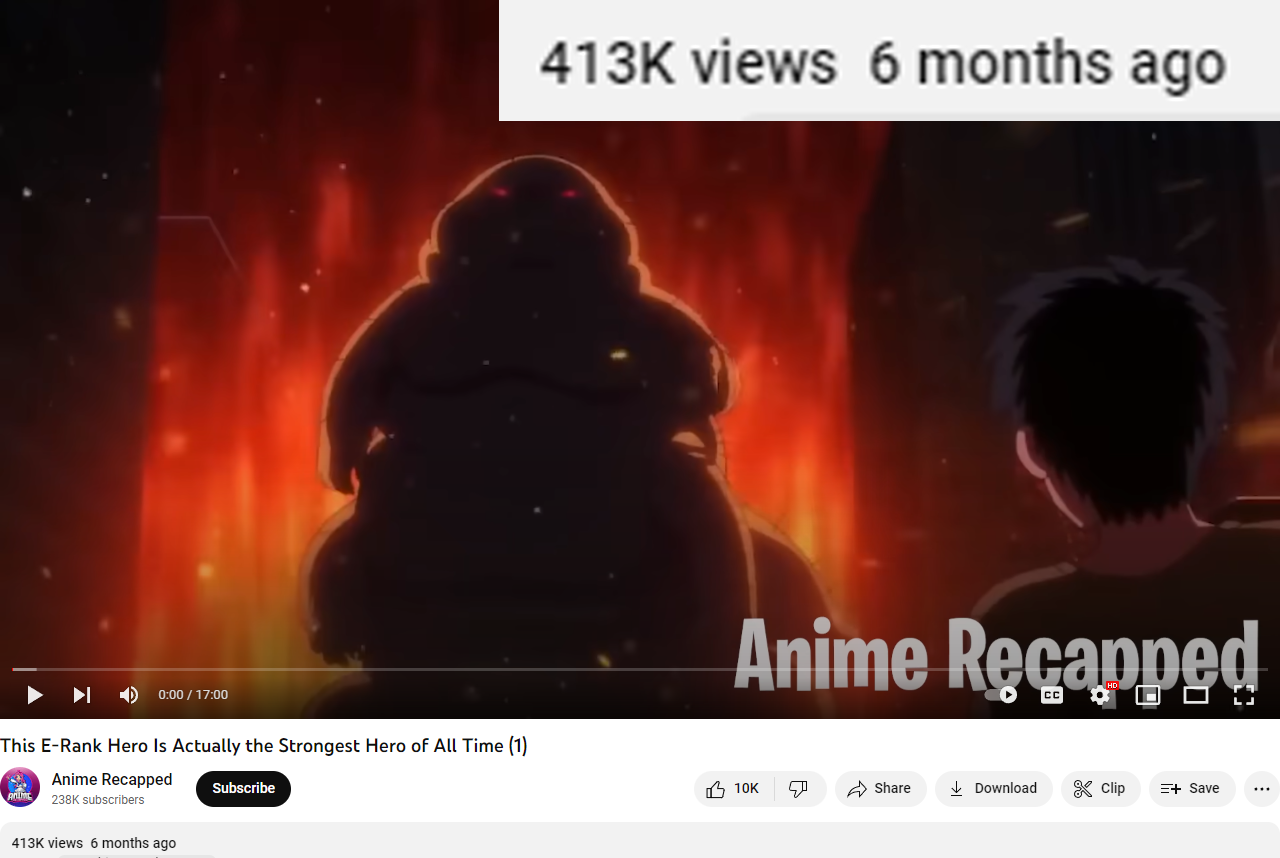 413K views 6 months ago
Anime Recapped
0:00 / 17:00
CC
HD
This E-Rank Hero Is Actually the Strongest Hero of All Time (1)
Anime Recapped
238K subscribers
Subscribe
10K
Share
Download
Clip
Save
413K views 6 months ago